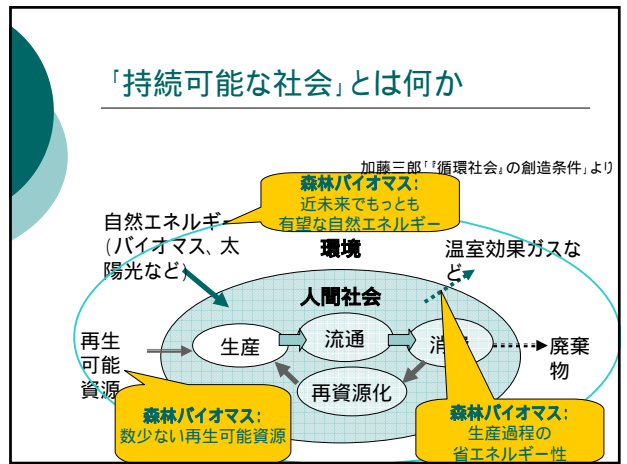 「持続可能な社会」とは何か
加藤三郎「『循環社会』の創造条件」より
森林バイオマス:
近未来でもっとも
有望な自然エネルギー
自然エネルギー
(バイオマス、太
陽光など)
環境
温室効果ガスな
ど
人間社会
再生
可能
資源
生産
流通
消
廃棄
物
再資源化
森林バイオマス:
数少ない再生可能資源
森林バイオマス:
生産過程の
省エネルギー性